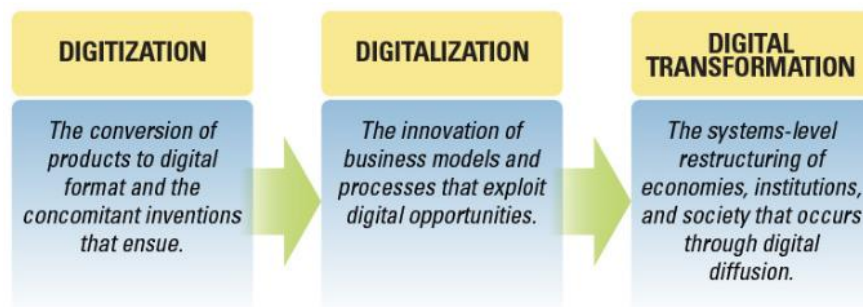 DIGITIZATION
The conversion of
products to digital
format and the
concomitant inventions
that ensue.
DIGITALIZATION
The innovation of
business models and
processes that exploit
digital opportunities.
DIGITAL
TRANSFORMATION
The systems-level
restructuring of
economies, institutions,
and society that occurs
through digital
diffusion.